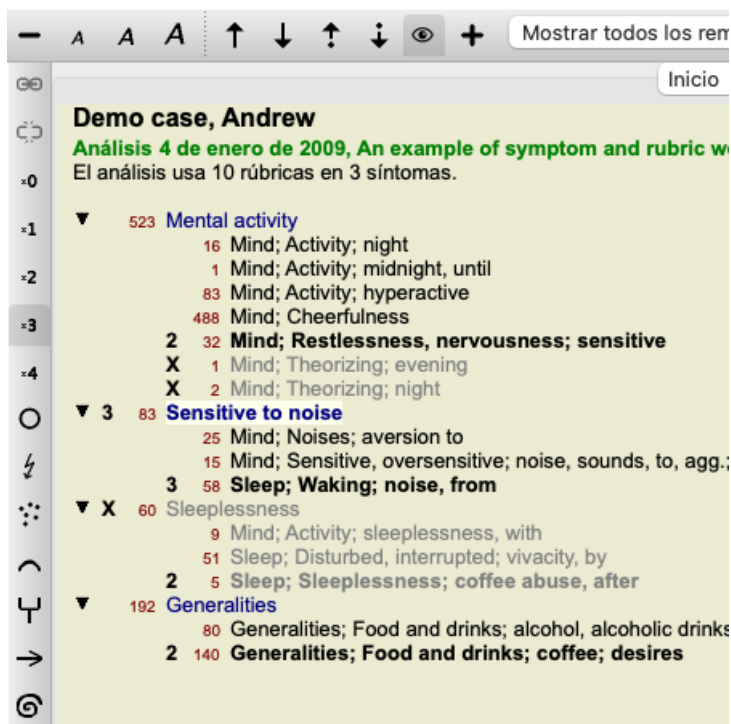 A A A Mostrar todos los rem
Inicio
Demo case, Andrew
Análisis 4 de enero de 2009, An example of symptom and rubric we
El análisis usa 10 rúbricas en 3 síntomas.
×0
×1
×2
×3
×4
523 Mental activity
16 Mind; Activity; night
1 Mind; Activity; midnight, until
83 Mind; Activity; hyperactive
488 Mind; Cheerfulness
2 32 Mind; Restlessness, nervousness; sensitive
X 1 Mind; Theorizing; evening
X 2 Mind; Theorizing; night
3 83 Sensitive to noise
25 Mind; Noises; aversion to
15 Mind; Sensitive, oversensitive; noise, sounds, to, agg.;
3 58 Sleep; Waking; noise, from
X 60 Sleeplessness
9 Mind; Activity; sleeplessness, with
51 Sleep; Disturbed, interrupted; vivacity, by
2 5 Sleep; Sleeplessness; coffee abuse, after
192 Generalities
80 Generalities; Food and drinks; alcohol, alcoholic drinks
2 140 Generalities; Food and drinks; coffee; desires